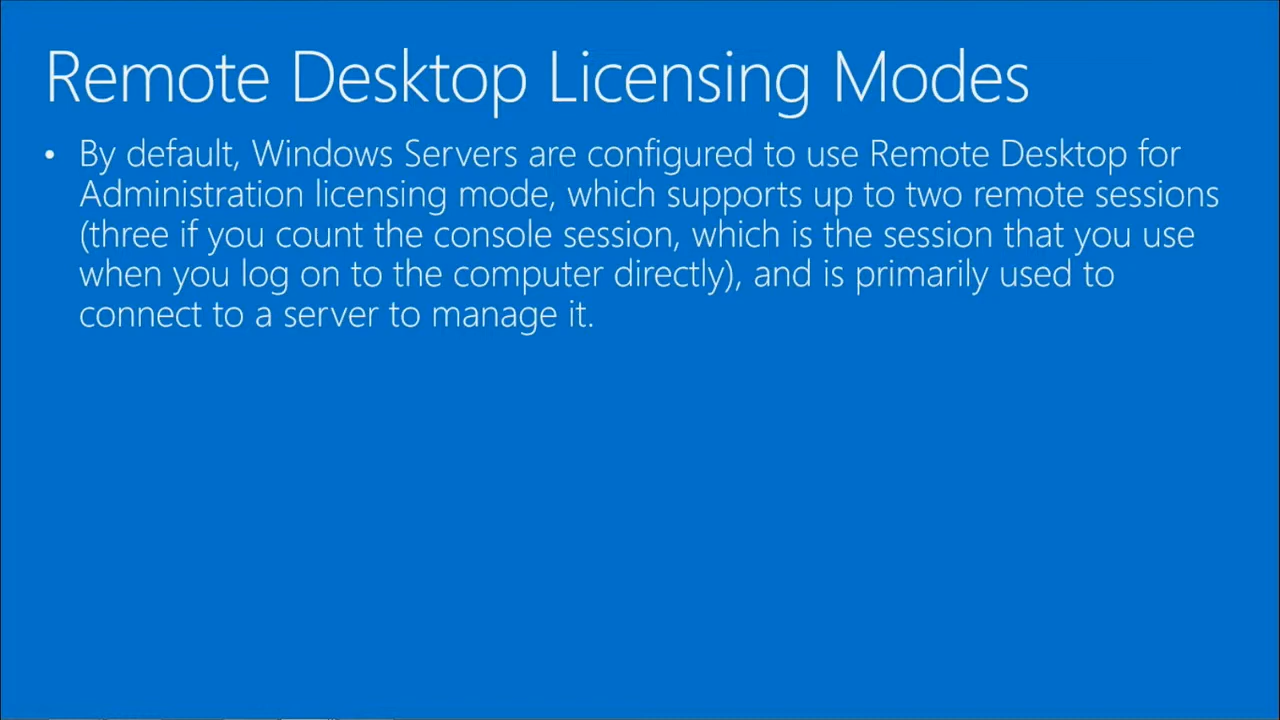 Remote Desktop Licensing Modes
• By default, Windows Servers are configured to use Remote Desktop for
Administration licensing mode, which supports up to two remote sessions
(three if you count the console session, which is the session that you use
when you log on to the computer directly), and is primarily used to
connect to a server to manage it.